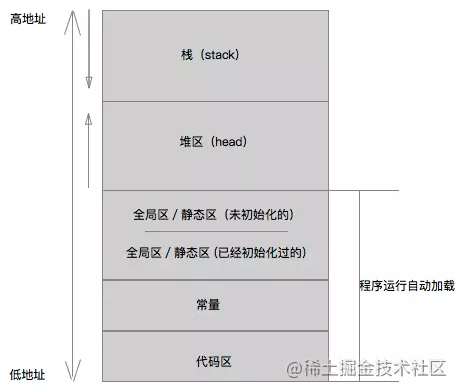 高地址
栈（stack）
堆区（head）
全局区 / 静态区（未初始化的）
全局区 / 静态区 (已经初始化过的）
程序运行自动加载
常量
代码区
低地址
@稀土掘金技术社区